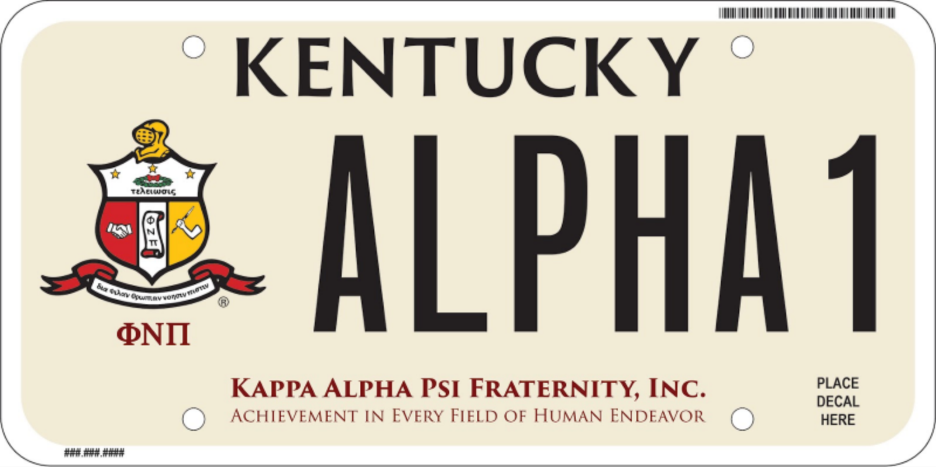 KENTUCKY
τελειωσις
Φ
Ν
π
ALPHA1
®
ΦΝΠ
KAPPA ALPHA PSI FRATERNITY, INC.
ACHIEVEMENT IN EVERY FIELD OF HUMAN ENDEAVOR
PLACE
DECAL
HERE
###.###.####